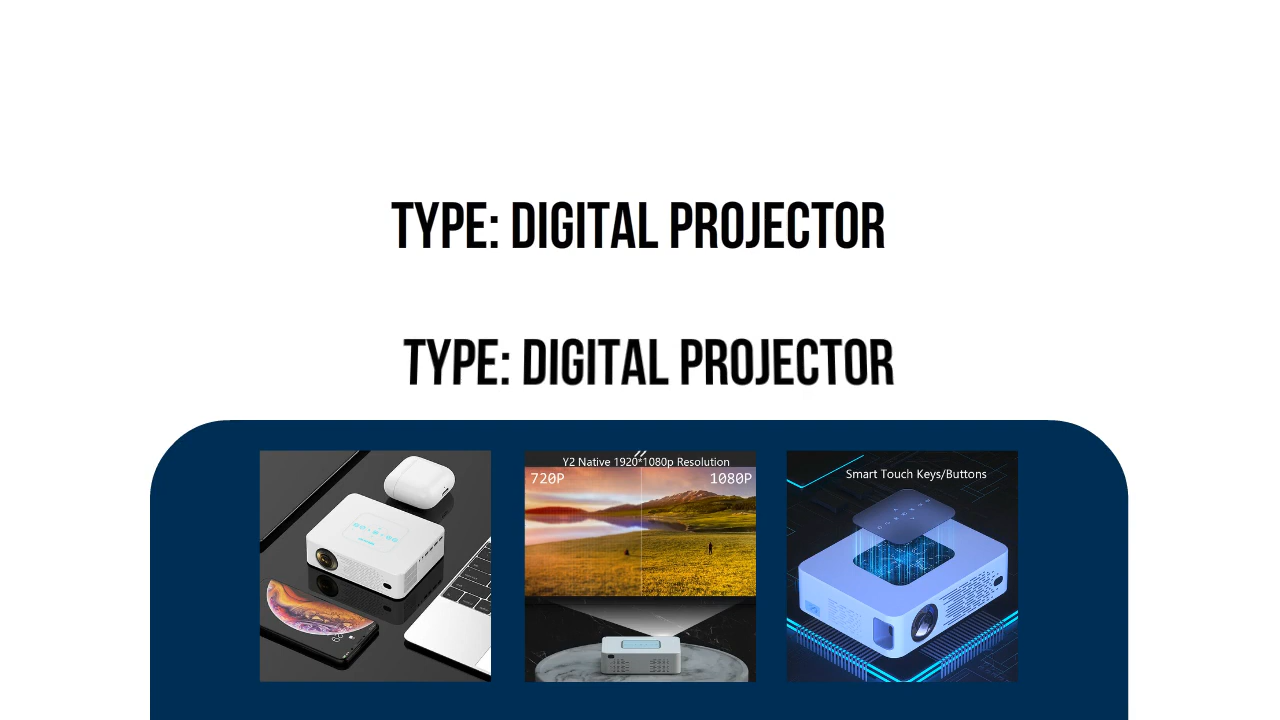 TYPE: DIGITAL PROJECTOR
TYPE: DIGITAL PROJECTOR
Y2 Native 1920*1080p Resolution
720P 1080P
Smart Touch Keys/Buttons